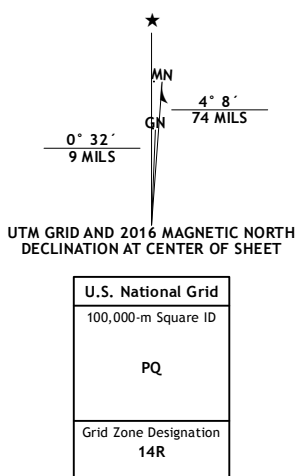 ★
MN
GN
4° 8´
74 MILS
0° 32´
9 MILS
UTM GRID AND 2016 MAGNETIC NORTH
DECLINATION AT CENTER OF SHEET
U.S. National Grid
100,000-m Square ID
PQ
Grid Zone Designation
14R